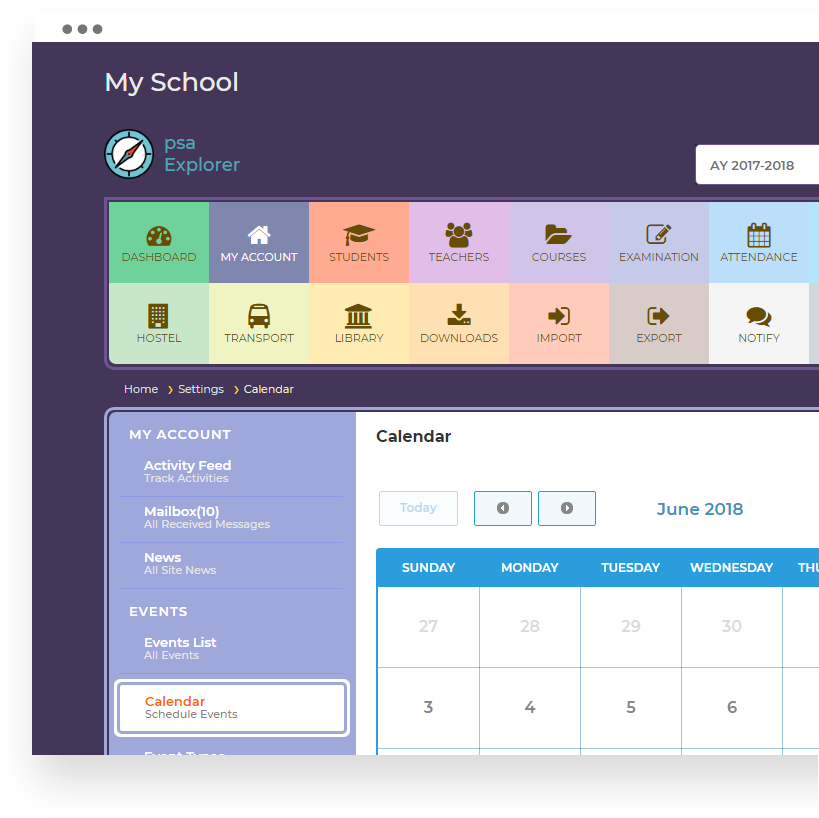 My School
psa
Explorer
AY 2017-2018
DASHBOARD MY ACCOUNT STUDENTS TEACHERS COURSES EXAMINATION ATTENDANCE
HOSTEL TRANSPORT LIBRARY DOWNLOADS IMPORT EXPORT NOTIFY
Home ❯ Settings ❯ Calendar
MY ACCOUNT
Activity Feed
Track Activities
Mailbox(10)
All Received Messages
News
All Site News
EVENTS
Events List
All Events
Calendar
Schedule Events
Calendar
Today
June 2018
SUNDAY MONDAY TUESDAY WEDNESDAY THU
27 28 29 30
3 4 5 6